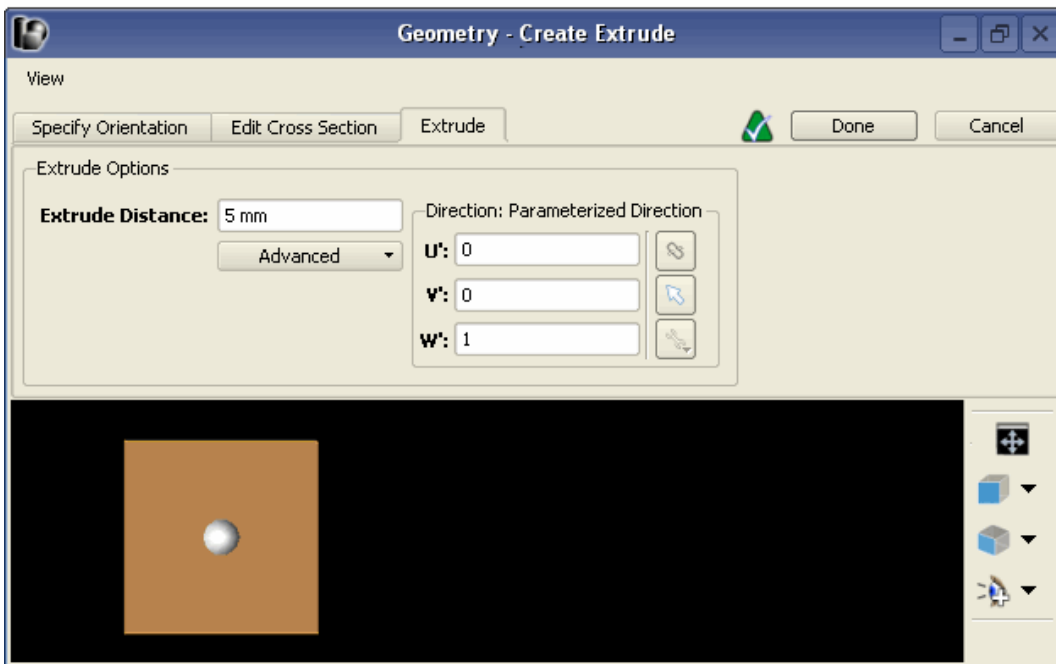 Geometry - Create Extrude
View
Specify Orientation Edit Cross Section Extrude Done Cancel
Extrude Options
Extrude Distance: 5 mm
Advanced
Direction: Parameterized Direction
U': 0
V': 0
W': 1